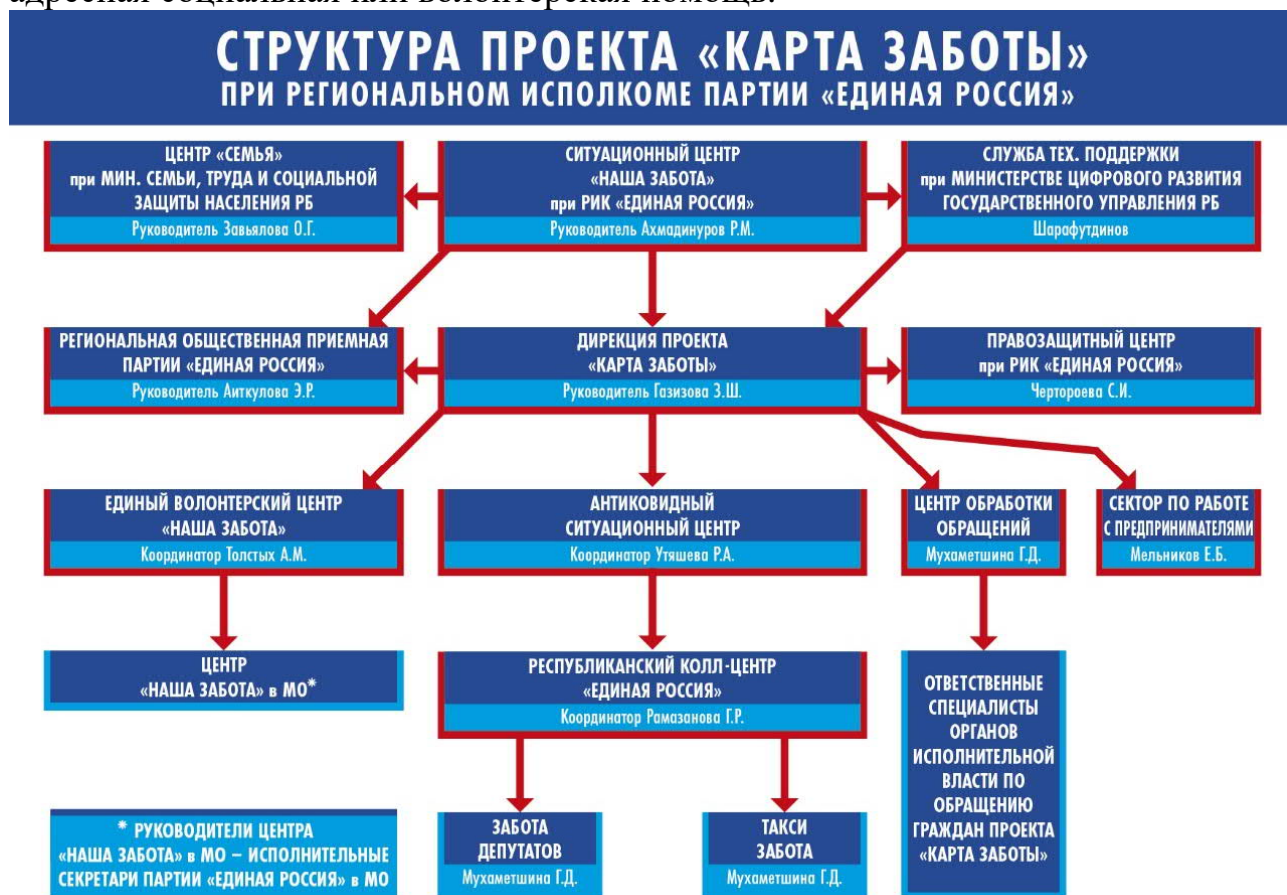 адресная социальная или волонтерская помощь.
СТРУКТУРА ПРОЕКТА «КАРТА ЗАБОТЫ»
ПРИ РЕГИОНАЛЬНОМ ИСПОЛКОМЕ ПАРТИИ «ЕДИНАЯ РОССИЯ»
ЦЕНТР «СЕМЬЯ»
при МИН. СЕМЬИ, ТРУДА И СОЦИАЛЬНОЙ
ЗАЩИТЫ НАСЕЛЕНИЯ РБ
Руководитель Завьялова О.Г.
СИТУАЦИОННЫЙ ЦЕНТР
«НАША ЗАБОТА»
при РИК «ЕДИНАЯ РОССИЯ»
Руководитель Ахмадинуров Р.М.
СЛУЖБА ТЕХ. ПОДДЕРЖКИ
при МИНИСТЕРСТВЕ ЦИФРОВОГО РАЗВИТИЯ
ГОСУДАРСТВЕННОГО УПРАВЛЕНИЯ РБ
Шарафутдинов
РЕГИОНАЛЬНАЯ ОБЩЕСТВЕННАЯ ПРИЕМНАЯ
ПАРТИИ «ЕДИНАЯ РОССИЯ»
Руководитель Аиткулова Э.Р.
ДИРЕКЦИЯ ПРОЕКТА
«КАРТА ЗАБОТЫ»
Руководитель Газизова З.Ш.
ПРАВОЗАЩИТНЫЙ ЦЕНТР
при РИК «ЕДИНАЯ РОССИЯ»
Чертороева С.И.
ЕДИНЫЙ ВОЛОНТЕРСКИЙ ЦЕНТР
«НАША ЗАБОТА»
Координатор Толстых А.М.
АНТИКОВИДНЫЙ
СИТУАЦИОННЫЙ ЦЕНТР
Координатор Утяшева Р.А.
ЦЕНТР ОБРАБОТКИ
ОБРАЩЕНИЙ
Мухаметшина Г.Д.
СЕКТОР ПО РАБОТЕ
С ПРЕДПРИНИМАТЕЛЯМИ
Мельников Е.Б.
ЦЕНТР
«НАША ЗАБОТА» в МО*
РЕСПУБЛИКАНСКИЙ КОЛЛ-ЦЕНТР
«ЕДИНАЯ РОССИЯ»
Координатор Рамазанова Г.Р.
ОТВЕТСТВЕННЫЕ
СПЕЦИАЛИСТЫ
ОРГАНОВ
ИСПОЛНИТЕЛЬНОЙ
ВЛАСТИ ПО
ОБРАЩЕНИЮ
ГРАЖДАН ПРОЕКТА
«КАРТА ЗАБОТЫ»
* РУКОВОДИТЕЛИ ЦЕНТРА
«НАША ЗАБОТА» в МО – ИСПОЛНИТЕЛЬНЫЕ
СЕКРЕТАРИ ПАРТИИ «ЕДИНАЯ РОССИЯ» в МО
ЗАБОТА
ДЕПУТАТОВ
Мухаметшина Г.Д.
ТАКСИ
ЗАБОТА
Мухаметшина Г.Д.